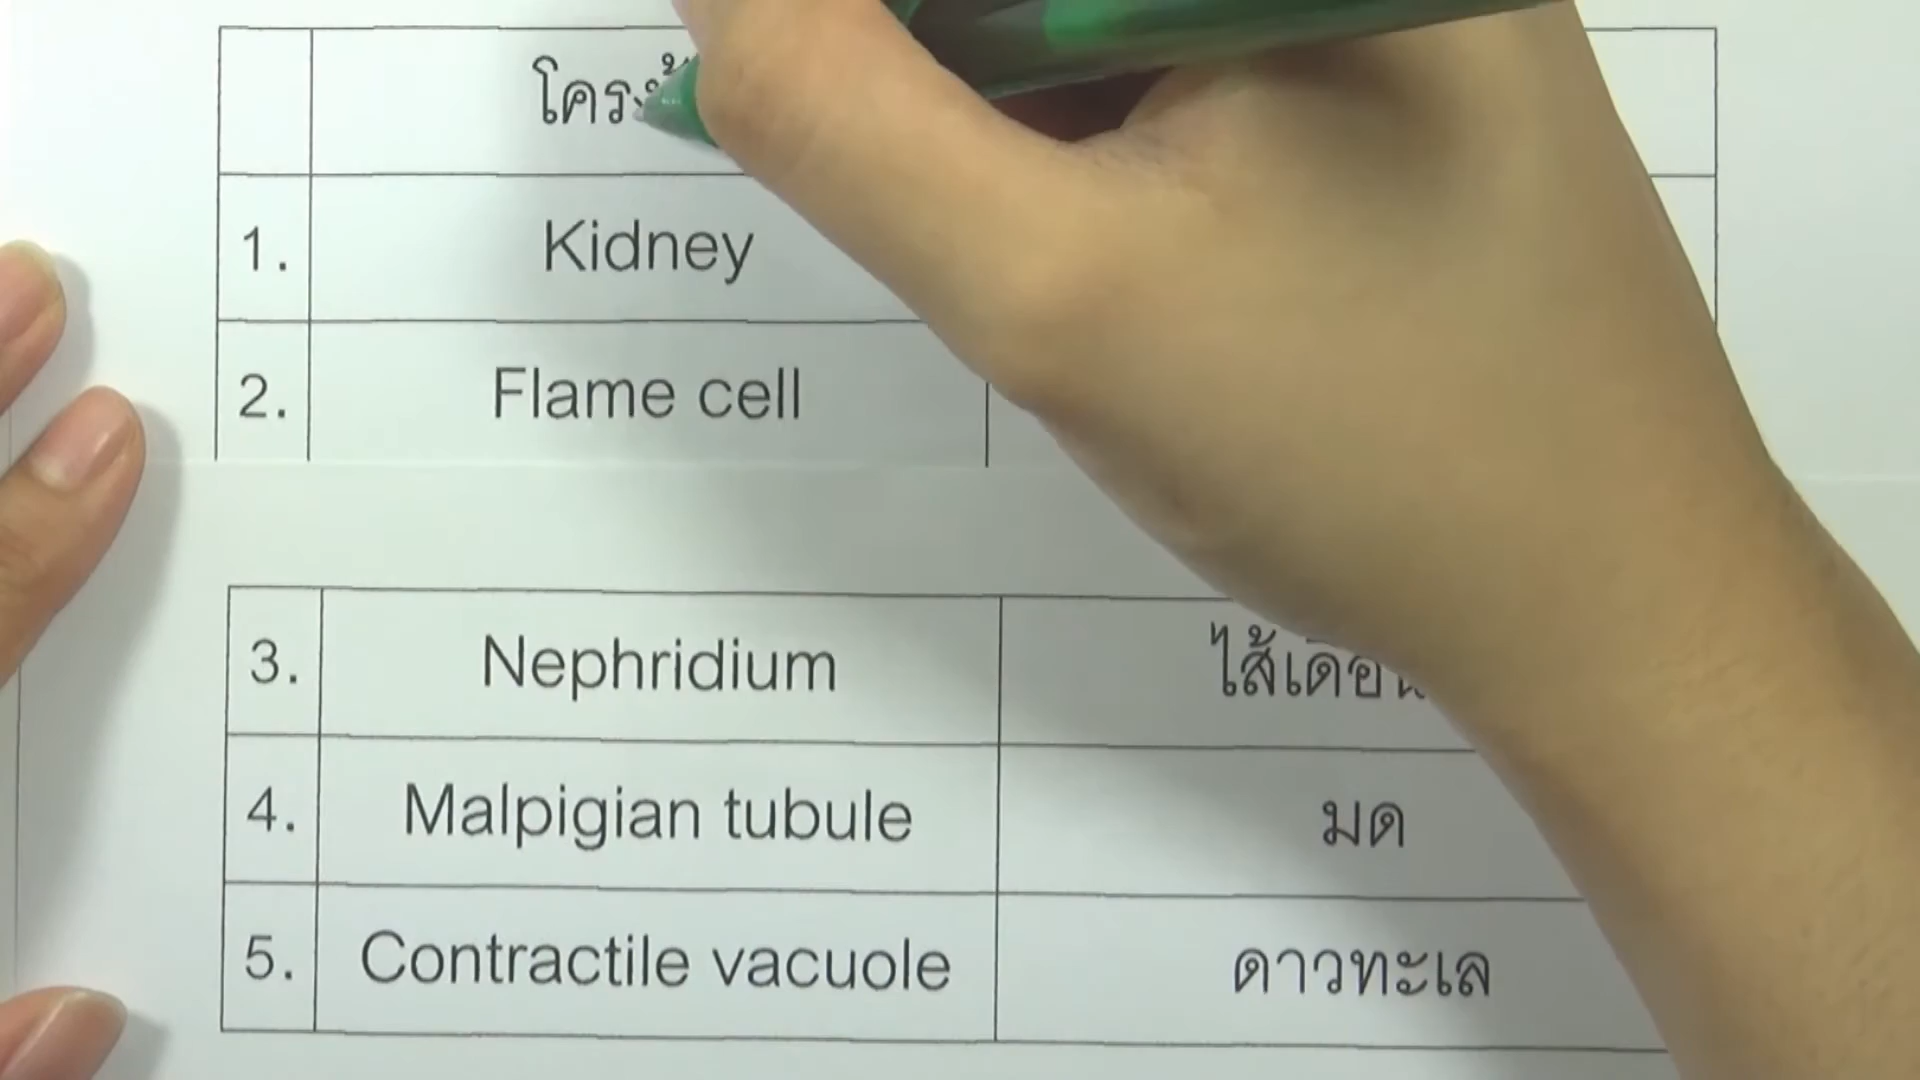 1. Kidney
2. Flame cell
3. Nephridium
4. Malpigian tubule มด
5. Contractile vacuole ดาวทะเล